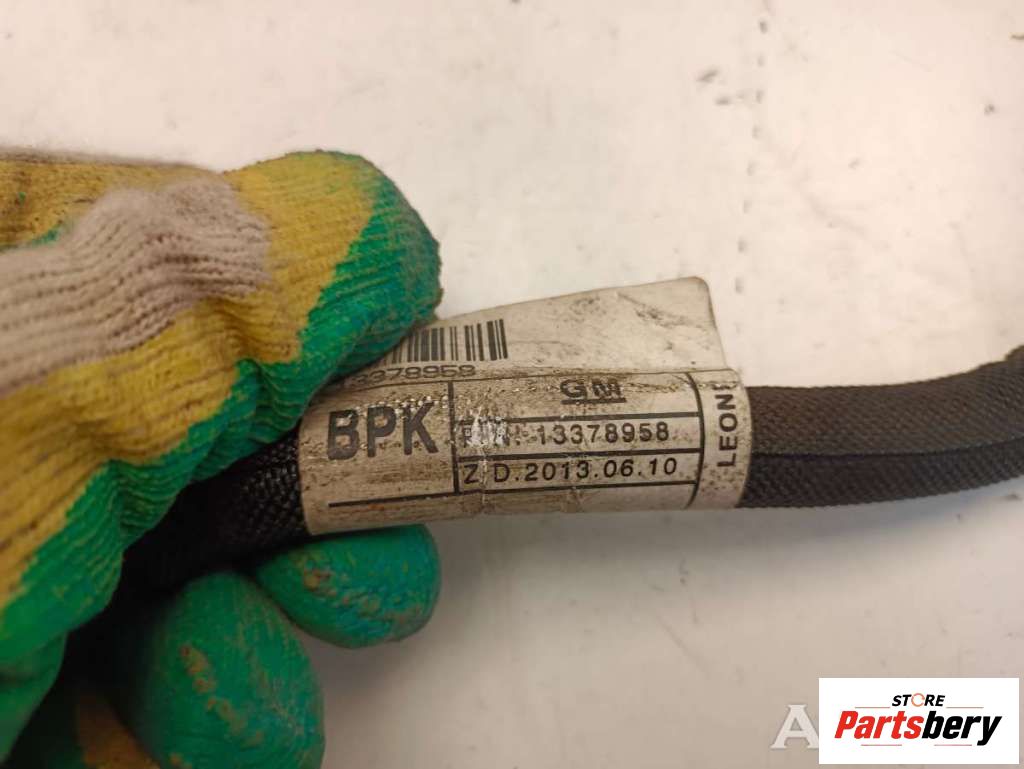 13378958
BPK
GM
P/N: 13378958
Z.D.2013.06.10
LEONI
STORE
Partsbery
A